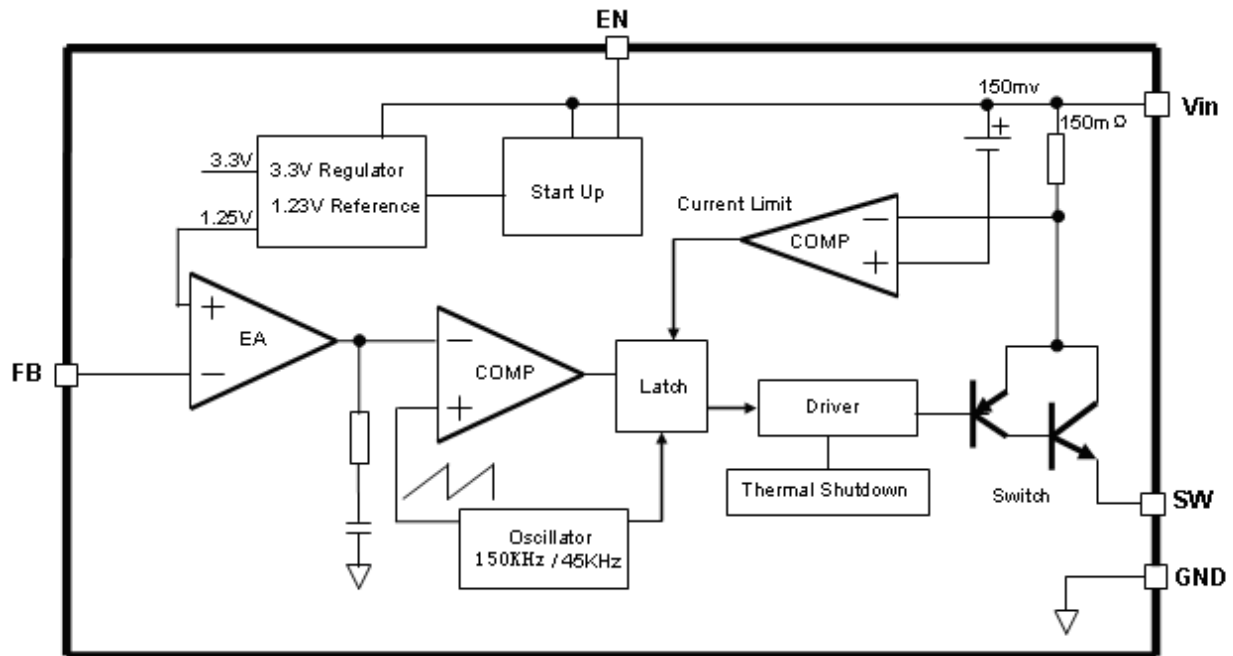 EN
150mv
Vin
150mΩ
3.3V
3.3V Regulator
1.23V Reference
Start Up
1.25V
Current Limit
−
COMP
+
+
+
EA
−
FB
−
COMP
+
Latch
Driver
Thermal Shutdown
Switch
SW
Oscillator
150KHz / 45KHz
GND